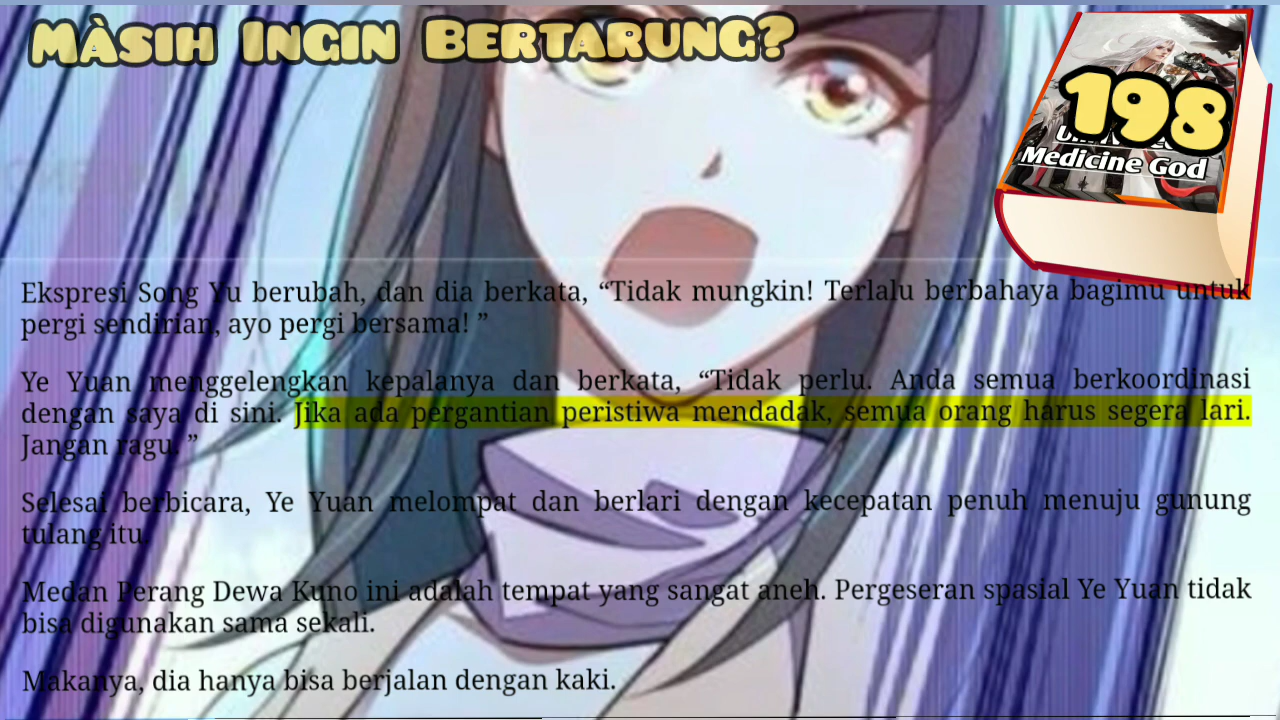 Màsih Ingin Bertarung?
198
Medicine God
Ekspresi Song Yu berubah, dan dia berkata, “Tidak mungkin! Terlalu berbahaya bagimu untuk
pergi sendirian, ayo pergi bersama! ”
Ye Yuan menggelengkan kepalanya dan berkata, “Tidak perlu. Anda semua berkoordinasi
dengan saya di sini. Jika ada pergantian peristiwa mendadak, semua orang harus segera lari.
Jangan ragu. ”
Selesai berbicara, Ye Yuan melompat dan berlari dengan kecepatan penuh menuju gunung
tulang itu.
Medan Perang Dewa Kuno ini adalah tempat yang sangat aneh. Pergeseran spasial Ye Yuan tidak
bisa digunakan sama sekali.
Makanya, dia hanya bisa berjalan dengan kaki.